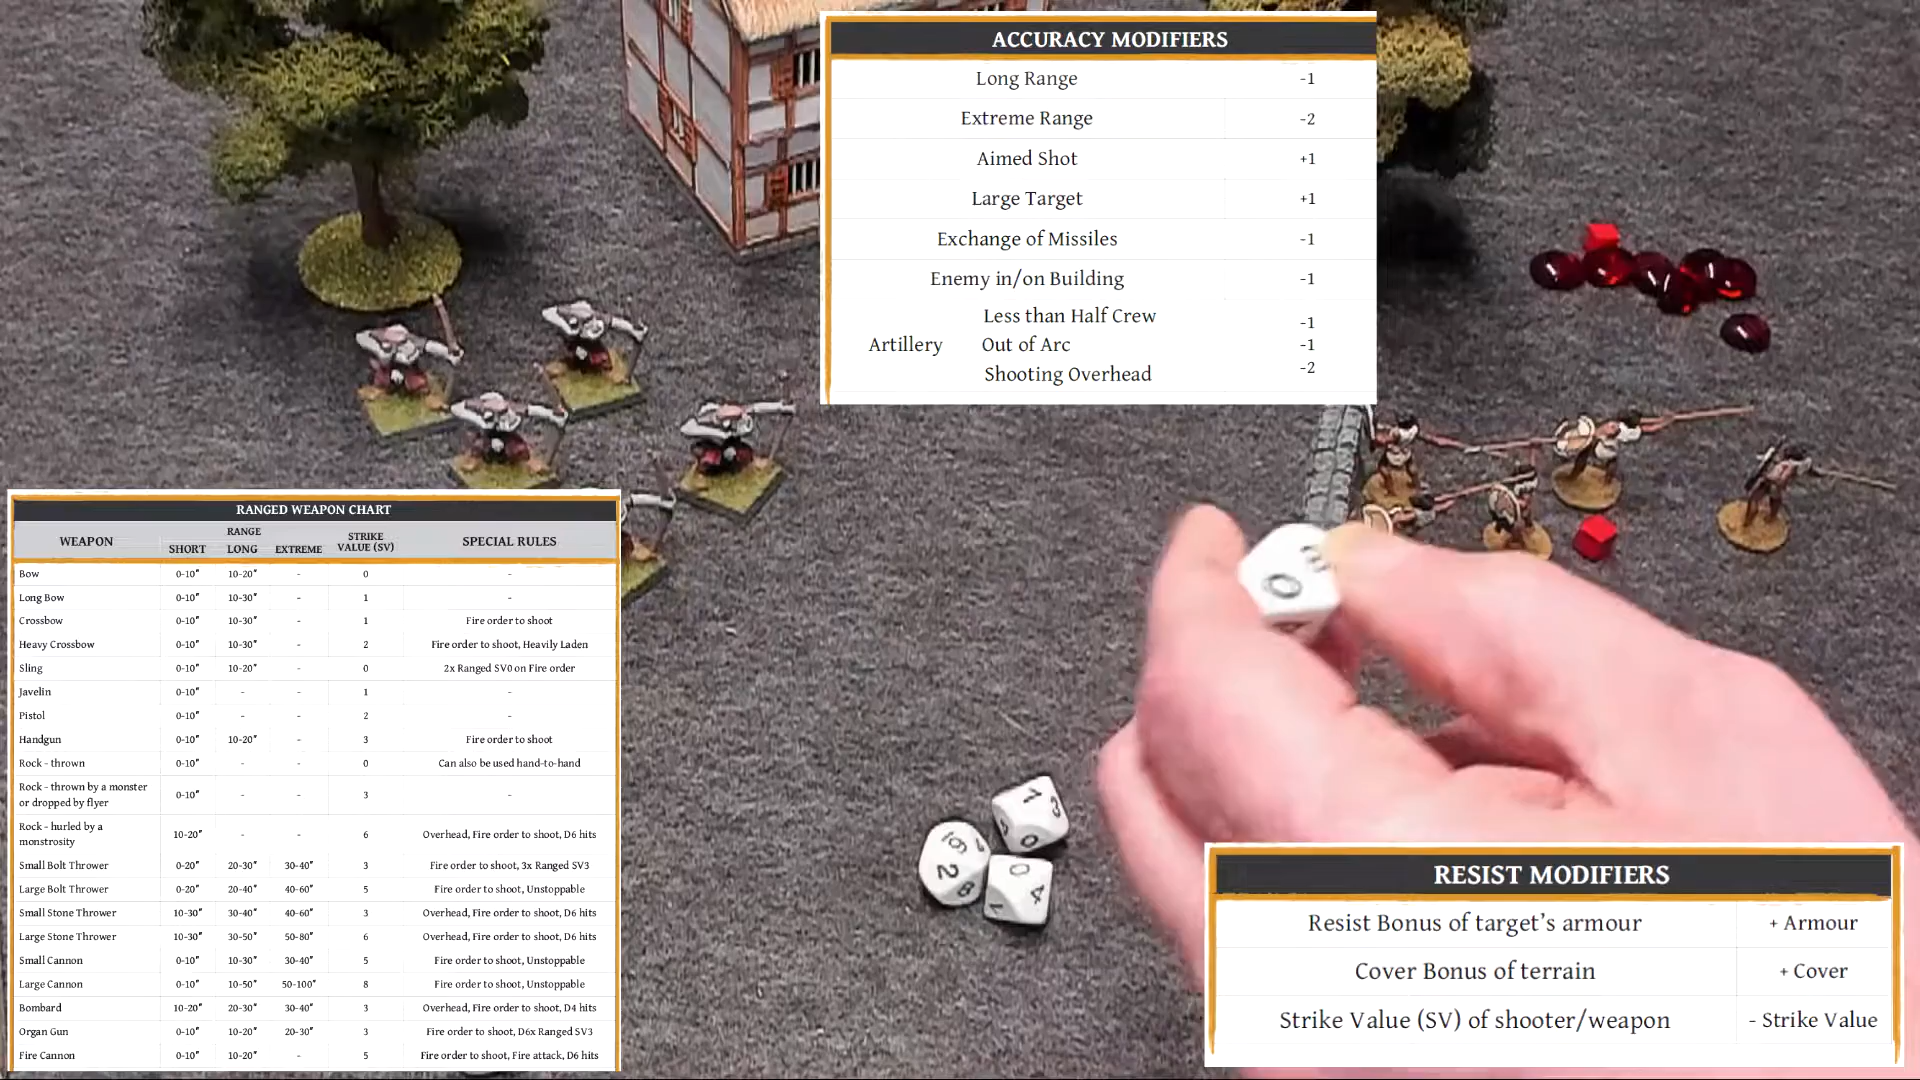 ACCURACY MODIFIERS
Long Range -1
Extreme Range -2
Aimed Shot +1
Large Target +1
Exchange of Missiles -1
Enemy in/on Building -1
Artillery
Less than Half Crew -1
Out of Arc -1
Shooting Overhead -2
RANGED WEAPON CHART
WEAPON
RANGE
SHORT LONG EXTREME
STRIKE
VALUE (SV)
SPECIAL RULES
Bow 0-10" 10-20" - 0 -
Long Bow 0-10" 10-30" - 1 -
Crossbow 0-10" 10-30" - 1 Fire order to shoot
Heavy Crossbow 0-10" 10-30" - 2 Fire order to shoot, Heavily Laden
Sling 0-10" 10-20" - 0 2x Ranged SV0 on Fire order
Javelin 0-10" - - 1 -
Pistol 0-10" - - 2 -
Handgun 0-10" 10-20" - 3 Fire order to shoot
Rock - thrown 0-10" - - 0 Can also be used hand-to-hand
Rock - thrown by a monster
or dropped by flyer 0-10" - - 3 -
Rock - hurled by a
monstrosity 10-20" - - 6 Overhead, Fire order to shoot, D6 hits
Small Bolt Thrower 0-20" 20-30" 30-40" 3 Fire order to shoot, 3x Ranged SV3
Large Bolt Thrower 0-20" 20-40" 40-60" 5 Fire order to shoot, Unstoppable
Small Stone Thrower 10-30" 30-40" 40-60" 3 Overhead, Fire order to shoot, D6 hits
Large Stone Thrower 10-30" 30-50" 50-80" 6 Overhead, Fire order to shoot, D6 hits
Small Cannon 0-10" 10-30" 30-40" 5 Fire order to shoot, Unstoppable
Large Cannon 0-10" 10-50" 50-100" 8 Fire order to shoot, Unstoppable
Bombard 10-20" 20-30" 30-40" 3 Overhead, Fire order to shoot, D4 hits
Organ Gun 0-10" 10-20" 20-30" 3 Fire order to shoot, D6x Ranged SV3
Fire Cannon 0-10" 10-20" - 5 Fire order to shoot, Fire attack, D6 hits
0
1
0
2
8
0
4
RESIST MODIFIERS
Resist Bonus of target's armour + Armour
Cover Bonus of terrain + Cover
Strike Value (SV) of shooter/weapon - Strike Value